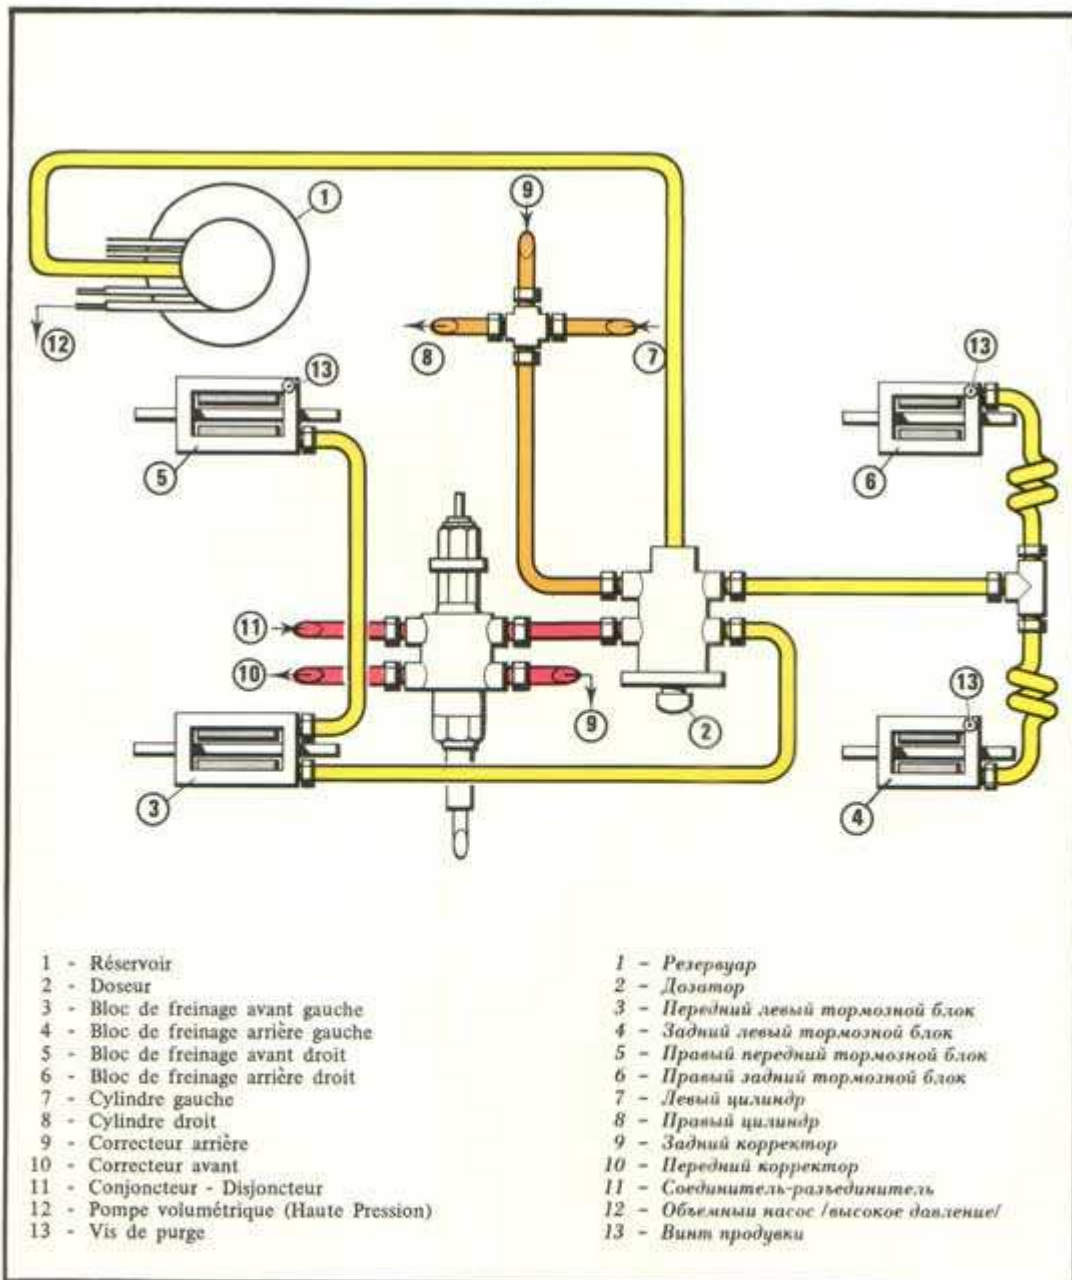 1
9
12
8
7
13
13
5
6
11
10
9
2
13
3
4
1 - Réservoir
2 - Doseur
3 - Bloc de freinage avant gauche
4 - Bloc de freinage arrière gauche
5 - Bloc de freinage avant droit
6 - Bloc de freinage arrière droit
7 - Cylindre gauche
8 - Cylindre droit
9 - Correcteur arrière
10 - Correcteur avant
11 - Conjoncteur - Disjoncteur
12 - Pompe volumétrique (Haute Pression)
13 - Vis de purge
1 - Резервуар
2 - Дозатор
3 - Передний левый тормозной блок
4 - Задний левый тормозной блок
5 - Правый передний тормозной блок
6 - Правый задний тормозной блок
7 - Левый цилиндр
8 - Правый цилиндр
9 - Задний корректор
10 - Передний корректор
11 - Соединитель-разъединитель
12 - Объемный насос /высокое давление/
13 - Винт продувки